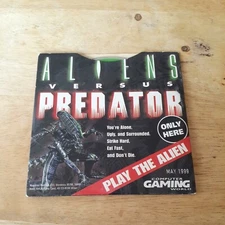 ALIENS
VERSUS
PREDATOR
You're Alone,
Ugly, and Surrounded.
Strike Hard,
Eat Fast,
and Don't Die.
ONLY
HERE
PLAY THE ALIEN
MAY 1999
COMPUTER
GAMING
WORLD